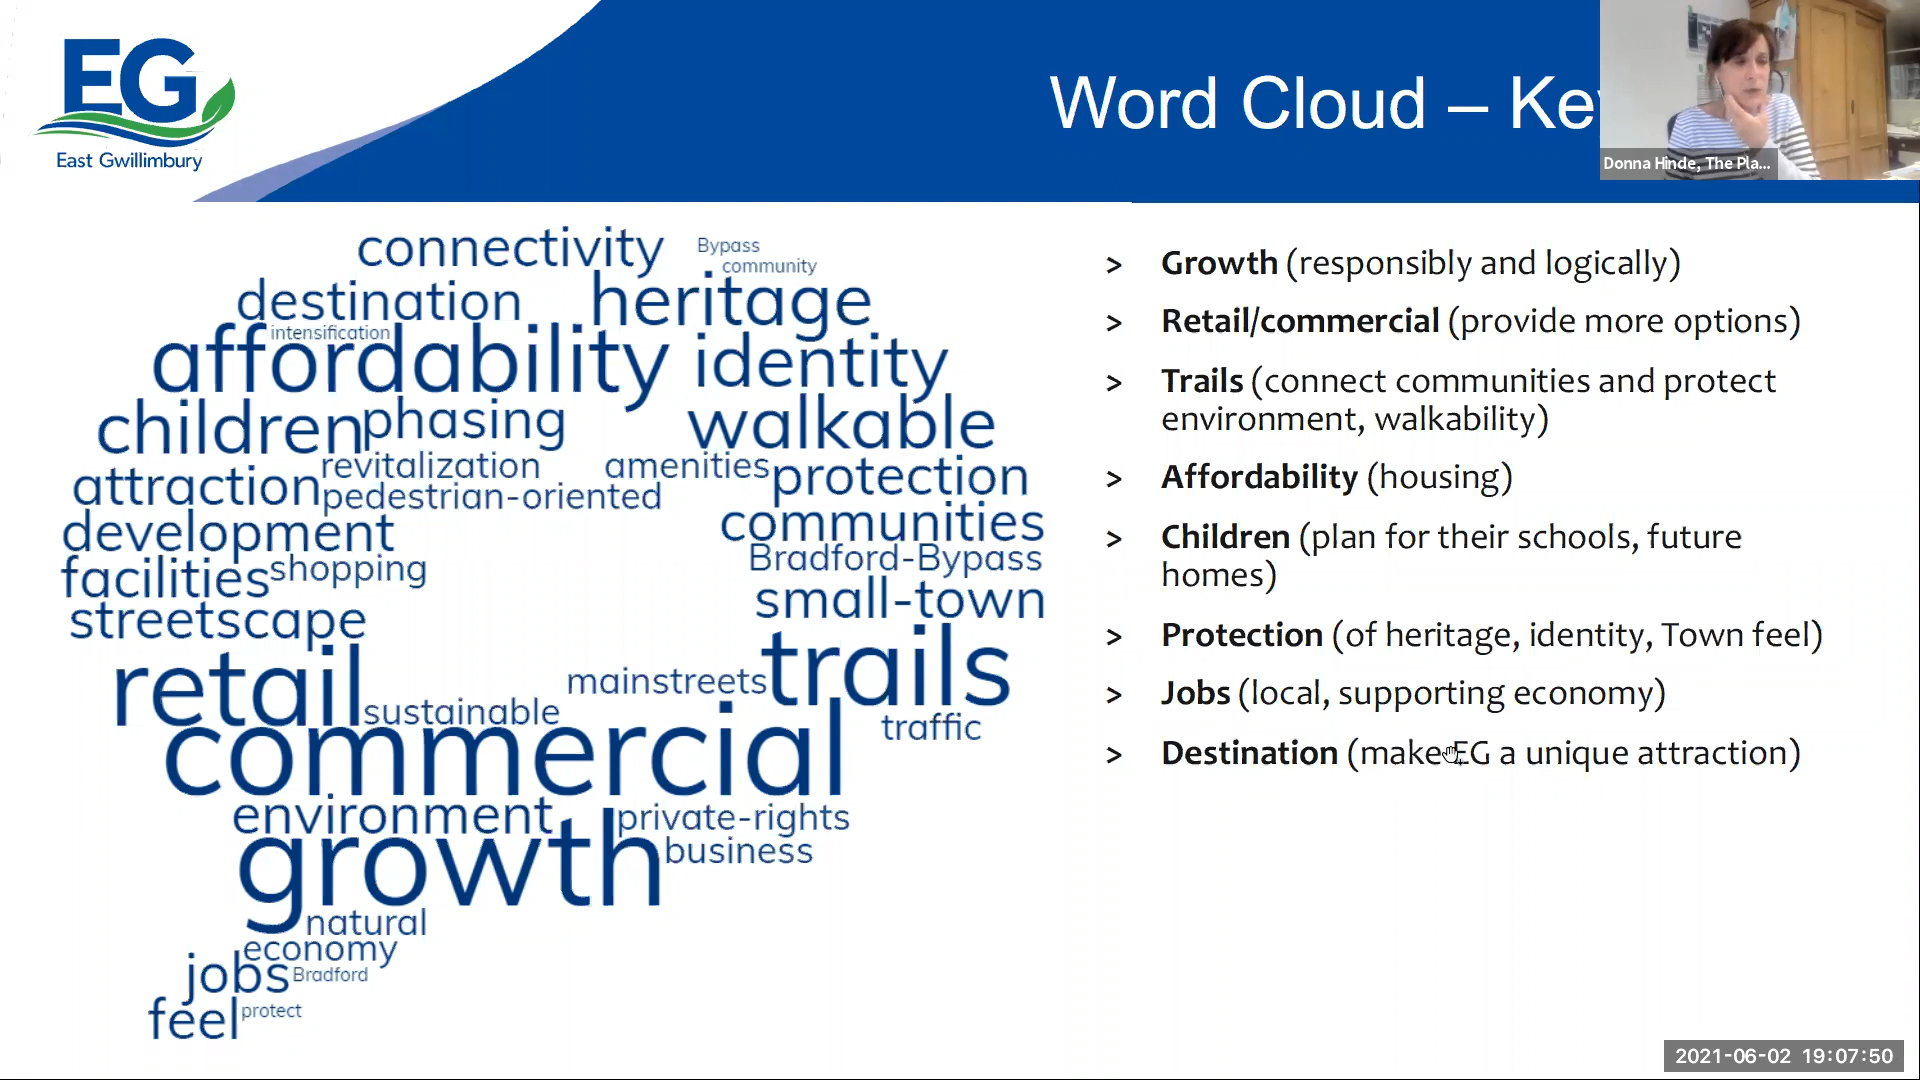 EG
East Gwillimbury
Word Cloud – Key
Donna Hinde, The Pla...
connectivity
Bypass
community
destination
heritage
intensification
affordability
identity
children
phasing
walkable
revitalization
amenities
attraction
pedestrian-oriented
protection
development
communities
facilities
shopping
Bradford-Bypass
streetscape
small-town
retail
mainstreets
trails
sustainable
traffic
commercial
environment
private-rights
growth
business
natural
economy
jobs
Bradford
feel
protect
> Growth (responsibly and logically)
> Retail/commercial (provide more options)
> Trails (connect communities and protect
environment, walkability)
> Affordability (housing)
> Children (plan for their schools, future
homes)
> Protection (of heritage, identity, Town feel)
> Jobs (local, supporting economy)
> Destination (make EG a unique attraction)
2021-06-02 19:07:50